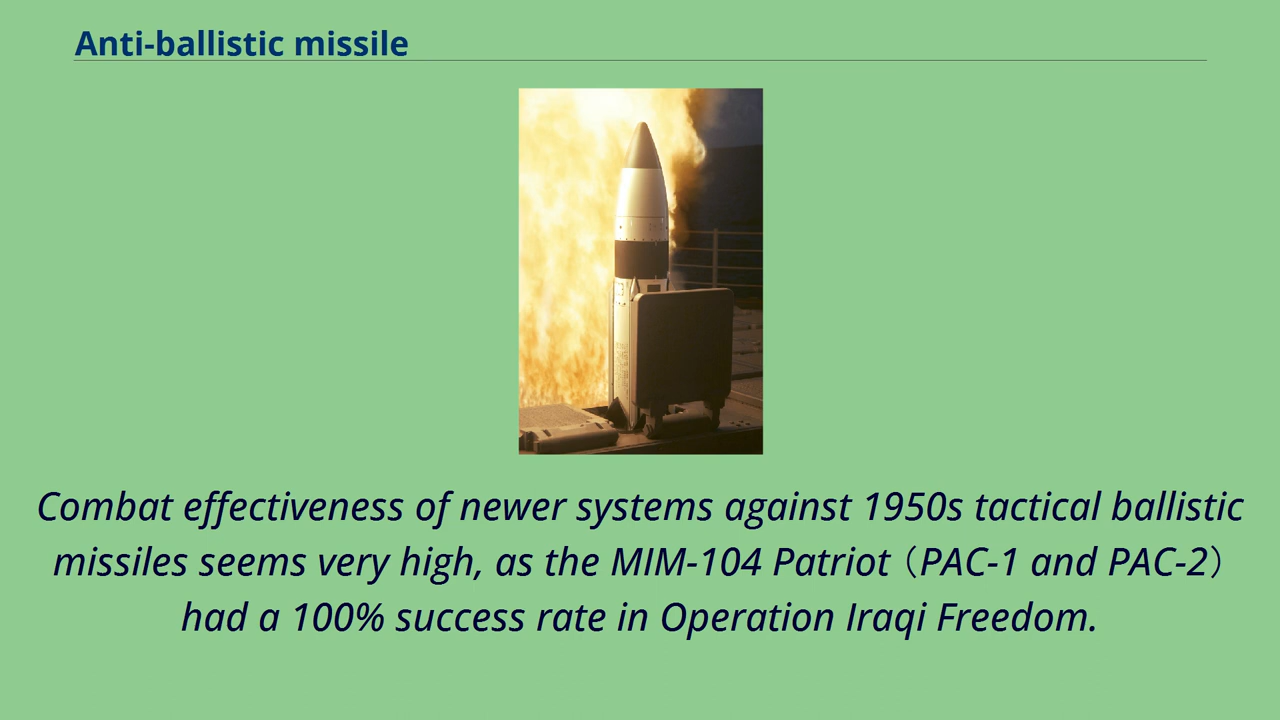 Anti-ballistic missile
Combat effectiveness of newer systems against 1950s tactical ballistic
missiles seems very high, as the MIM-104 Patriot（PAC-1 and PAC-2）
had a 100% success rate in Operation Iraqi Freedom.